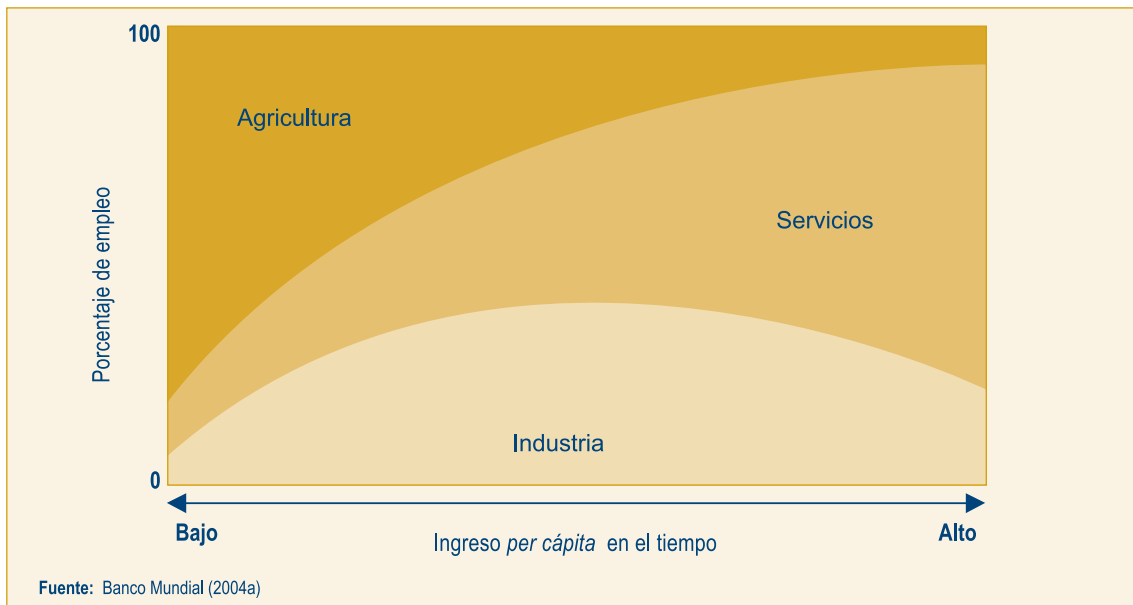 100
Agricultura
Servicios
Porcentaje de empleo
Industria
0
Bajo
Alto
Ingreso per cápita en el tiempo
Fuente: Banco Mundial (2004a)